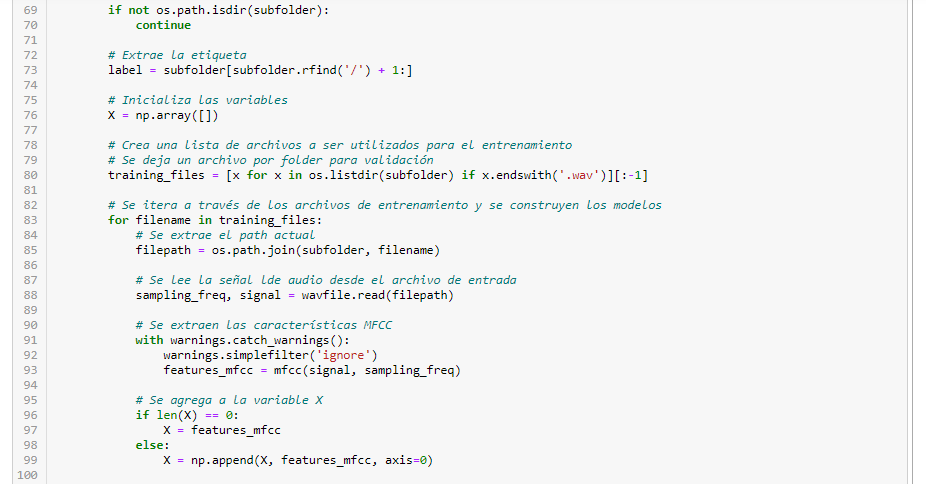 69 if not os.path.isdir(subfolder):
70 continue
71
72 # Extrae la etiqueta
73 label = subfolder[subfolder.rfind('/') + 1:]
74
75 # Inicializa las variables
76 X = np.array([])
77
78 # Crea una lista de archivos a ser utilizados para el entrenamiento
79 # Se deja un archivo por folder para validación
80 training_files = [x for x in os.listdir(subfolder) if x.endswith('.wav')][:-1]
81
82 # Se itera a través de los archivos de entrenamiento y se construyen los modelos
83 for filename in training_files:
84 # Se extrae el path actual
85 filepath = os.path.join(subfolder, filename)
86
87 # Se lee la señal lde audio desde el archivo de entrada
88 sampling_freq, signal = wavfile.read(filepath)
89
90 # Se extraen las características MFCC
91 with warnings.catch_warnings():
92 warnings.simplefilter('ignore')
93 features_mfcc = mfcc(signal, sampling_freq)
94
95 # Se agrega a la variable X
96 if len(X) == 0:
97 X = features_mfcc
98 else:
99 X = np.append(X, features_mfcc, axis=0)
100